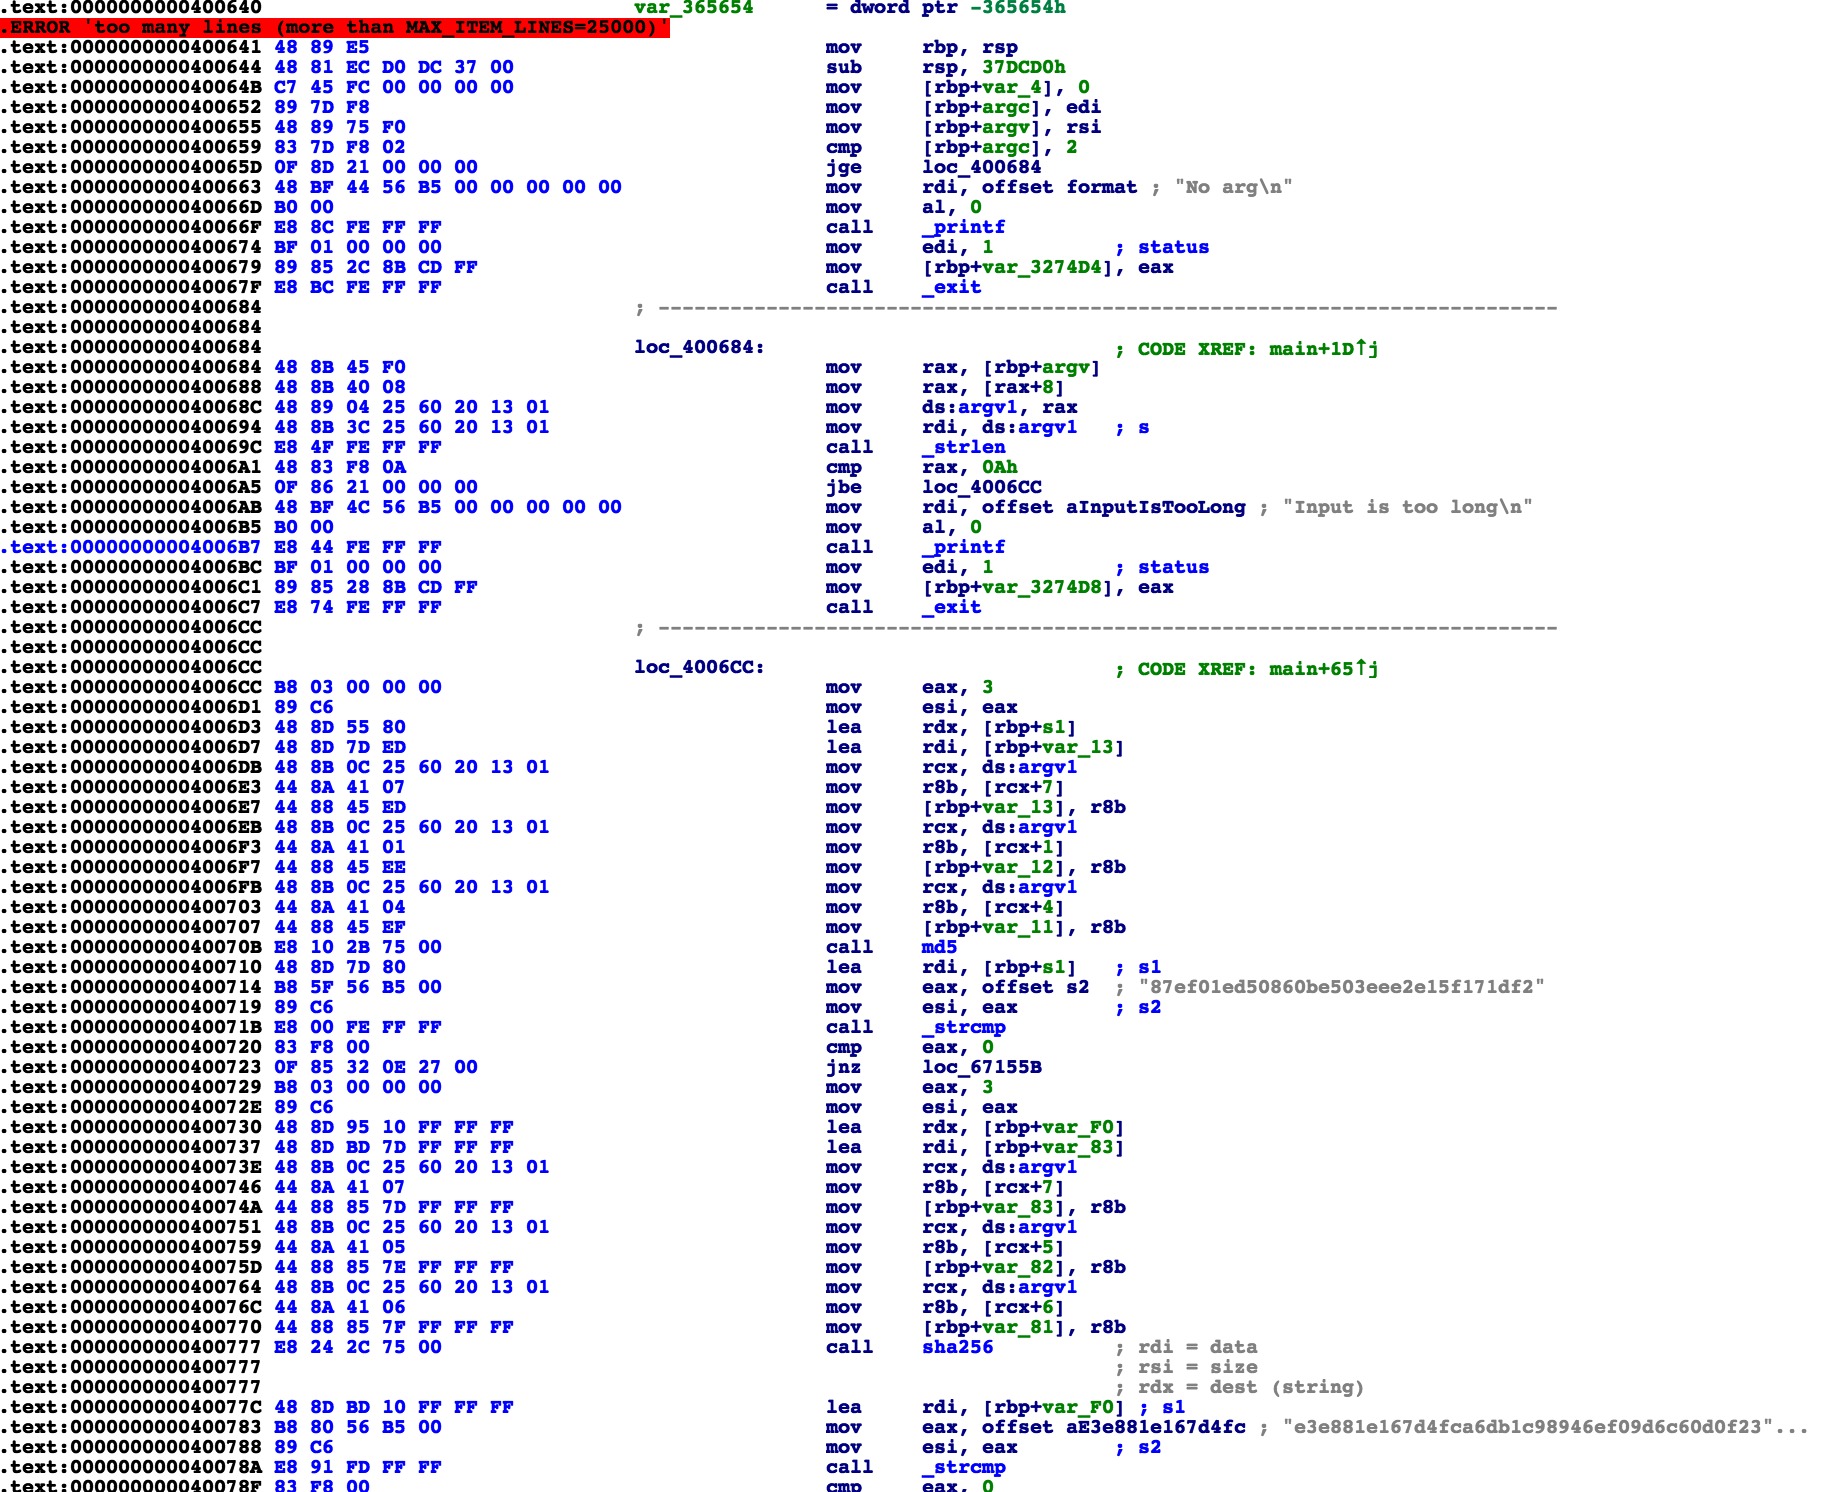 .text:0000000000400640 var_365654 = dword ptr -365654h
.ERROR 'too many lines (more than MAX_ITEM_LINES=25000)'
.text:0000000000400641 48 89 E5 mov rbp, rsp
.text:0000000000400644 48 81 EC D0 DC 37 00 sub rsp, 37DCD0h
.text:000000000040064B C7 45 FC 00 00 00 00 mov [rbp+var_4], 0
.text:0000000000400652 89 7D F8 mov [rbp+argc], edi
.text:0000000000400655 48 89 75 F0 mov [rbp+argv], rsi
.text:0000000000400659 83 7D F8 02 cmp [rbp+argc], 2
.text:000000000040065D 0F 8D 21 00 00 00 jge loc_400684
.text:0000000000400663 48 BF 44 56 B5 00 00 00 00 00 mov rdi, offset format ; "No arg\n"
.text:000000000040066D B0 00 mov al, 0
.text:000000000040066F E8 8C FE FF FF call _printf
.text:0000000000400674 BF 01 00 00 00 mov edi, 1 ; status
.text:0000000000400679 89 85 2C 8B CD FF mov [rbp+var_3274D4], eax
.text:000000000040067F E8 BC FE FF FF call _exit
.text:0000000000400684 ; ---------------------------------------------------------------------------
.text:0000000000400684
.text:0000000000400684 loc_400684: ; CODE XREF: main+1D↑j
.text:0000000000400684 48 8B 45 F0 mov rax, [rbp+argv]
.text:0000000000400688 48 8B 40 08 mov rax, [rax+8]
.text:000000000040068C 48 89 04 25 60 20 13 01 mov ds:argv1, rax
.text:0000000000400694 48 8B 3C 25 60 20 13 01 mov rdi, ds:argv1 ; s
.text:000000000040069C E8 4F FE FF FF call _strlen
.text:00000000004006A1 48 83 F8 0A cmp rax, 0Ah
.text:00000000004006A5 0F 86 21 00 00 00 jbe loc_4006CC
.text:00000000004006AB 48 BF 4C 56 B5 00 00 00 00 00 mov rdi, offset aInputIsTooLong ; "Input is too long\n"
.text:00000000004006B5 B0 00 mov al, 0
.text:00000000004006B7 E8 44 FE FF FF call _printf
.text:00000000004006BC BF 01 00 00 00 mov edi, 1 ; status
.text:00000000004006C1 89 85 28 8B CD FF mov [rbp+var_3274D8], eax
.text:00000000004006C7 E8 74 FE FF FF call _exit
.text:00000000004006CC ; ---------------------------------------------------------------------------
.text:00000000004006CC
.text:00000000004006CC loc_4006CC: ; CODE XREF: main+65↑j
.text:00000000004006CC B8 03 00 00 00 mov eax, 3
.text:00000000004006D1 89 C6 mov esi, eax
.text:00000000004006D3 48 8D 55 80 lea rdx, [rbp+s1]
.text:00000000004006D7 48 8D 7D ED lea rdi, [rbp+var_13]
.text:00000000004006DB 48 8B 0C 25 60 20 13 01 mov rcx, ds:argv1
.text:00000000004006E3 44 8A 41 07 mov r8b, [rcx+7]
.text:00000000004006E7 44 88 45 ED mov [rbp+var_13], r8b
.text:00000000004006EB 48 8B 0C 25 60 20 13 01 mov rcx, ds:argv1
.text:00000000004006F3 44 8A 41 01 mov r8b, [rcx+1]
.text:00000000004006F7 44 88 45 EE mov [rbp+var_12], r8b
.text:00000000004006FB 48 8B 0C 25 60 20 13 01 mov rcx, ds:argv1
.text:0000000000400703 44 8A 41 04 mov r8b, [rcx+4]
.text:0000000000400707 44 88 45 EF mov [rbp+var_11], r8b
.text:000000000040070B E8 10 2B 75 00 call md5
.text:0000000000400710 48 8D 7D 80 lea rdi, [rbp+s1] ; s1
.text:0000000000400714 B8 5F 56 B5 00 mov eax, offset s2 ; "87ef01ed50860be503eee2e15f171df2"
.text:0000000000400719 89 C6 mov esi, eax ; s2
.text:000000000040071B E8 00 FE FF FF call _strcmp
.text:0000000000400720 83 F8 00 cmp eax, 0
.text:0000000000400723 0F 85 32 0E 27 00 jnz loc_67155B
.text:0000000000400729 B8 03 00 00 00 mov eax, 3
.text:000000000040072E 89 C6 mov esi, eax
.text:0000000000400730 48 8D 95 10 FF FF FF lea rdx, [rbp+var_F0]
.text:0000000000400737 48 8D BD 7D FF FF FF lea rdi, [rbp+var_83]
.text:000000000040073E 48 8B 0C 25 60 20 13 01 mov rcx, ds:argv1
.text:0000000000400746 44 8A 41 07 mov r8b, [rcx+7]
.text:000000000040074A 44 88 85 7D FF FF FF mov [rbp+var_83], r8b
.text:0000000000400751 48 8B 0C 25 60 20 13 01 mov rcx, ds:argv1
.text:0000000000400759 44 8A 41 05 mov r8b, [rcx+5]
.text:000000000040075D 44 88 85 7E FF FF FF mov [rbp+var_82], r8b
.text:0000000000400764 48 8B 0C 25 60 20 13 01 mov rcx, ds:argv1
.text:000000000040076C 44 8A 41 06 mov r8b, [rcx+6]
.text:0000000000400770 44 88 85 7F FF FF FF mov [rbp+var_81], r8b
.text:0000000000400777 E8 24 2C 75 00 call sha256 ; rdi = data
.text:0000000000400777 ; rsi = size
.text:0000000000400777 ; rdx = dest (string)
.text:000000000040077C 48 8D BD 10 FF FF FF lea rdi, [rbp+var_F0] ; s1
.text:0000000000400783 B8 80 56 B5 00 mov eax, offset aE3e881e167d4fc ; "e3e881e167d4fca6db1c98946ef09d6c60d0f23"...
.text:0000000000400788 89 C6 mov esi, eax ; s2
.text:000000000040078A E8 91 FD FF FF call _strcmp
.text:000000000040078F 83 F8 00 cmp eax, 0